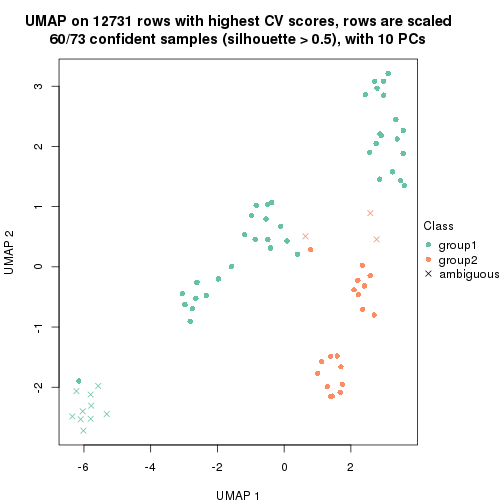 UMAP on 12731 rows with highest CV scores, rows are scaled
60/73 confident samples (silhouette > 0.5), with 10 PCs
3
2
1
0
-1
-2
UMAP 2
-6 -4 -2 0 2
UMAP 1
Class
group1
group2
ambiguous